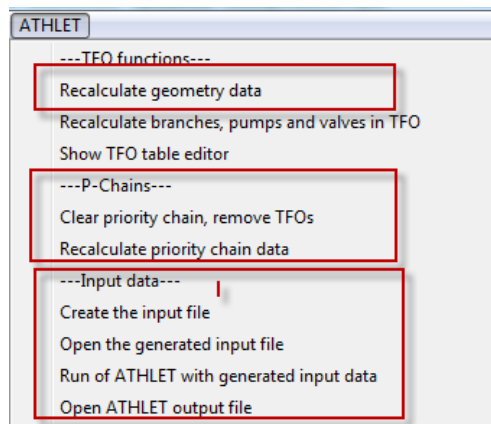 ATHLET
---TFO functions---
Recalculate geometry data
Recalculate branches, pumps and valves in TFO
Show TFO table editor
---P-Chains---
Clear priority chain, remove TFOs
Recalculate priority chain data
---Input data---
Create the input file
Open the generated input file
Run of ATHLET with generated input data
Open ATHLET output file